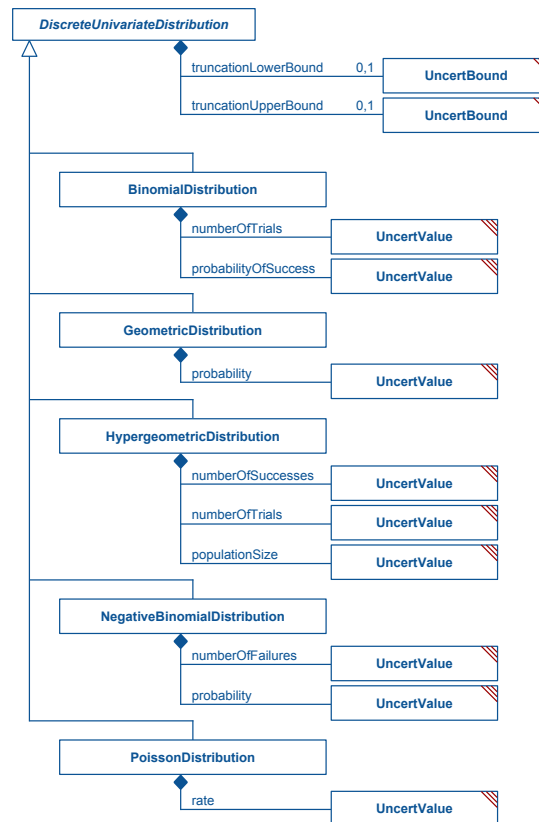 DiscreteUnivariateDistribution
truncationLowerBound 0,1 UncertBound
truncationUpperBound 0,1 UncertBound
BinomialDistribution
numberOfTrials UncertValue
probabilityOfSuccess UncertValue
GeometricDistribution
probability UncertValue
HypergeometricDistribution
numberOfSuccesses UncertValue
numberOfTrials UncertValue
populationSize UncertValue
NegativeBinomialDistribution
numberOfFailures UncertValue
probability UncertValue
PoissonDistribution
rate UncertValue